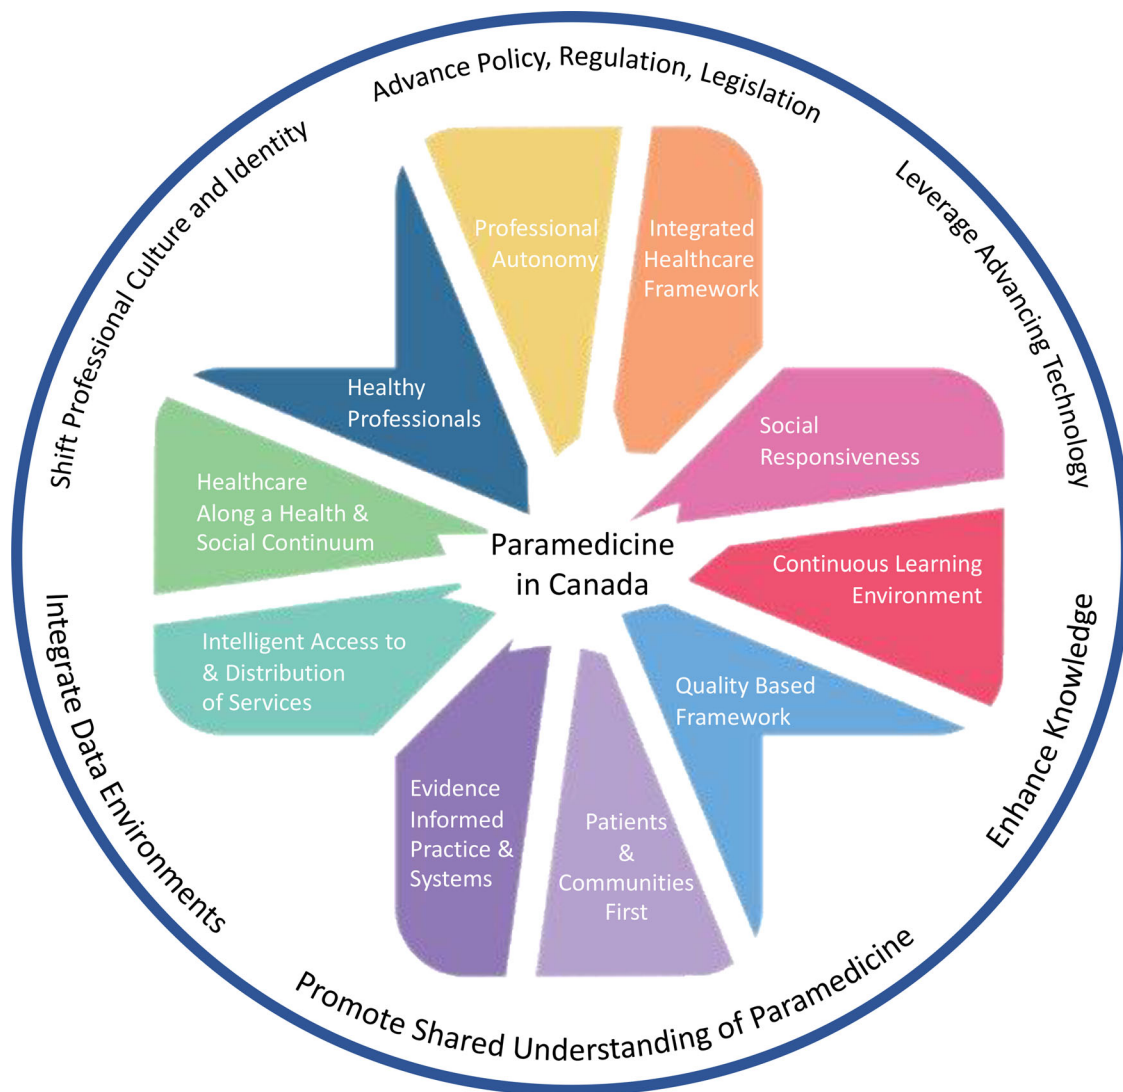 Advance Policy, Regulation, Legislation
Leverage Advancing Technology
Enhance Knowledge
Promote Shared Understanding of Paramedicine
Integrate Data Environments
Shift Professional Culture and Identity
Professional
Autonomy
Integrated
Healthcare
Framework
Social
Responsiveness
Continuous Learning
Environment
Quality Based
Framework
Patients
&
Communities
First
Evidence
Informed
Practice &
Systems
Intelligent Access to
& Distribution
of Services
Healthcare
Along a Health &
Social Continuum
Healthy
Professionals
Paramedicine
in Canada